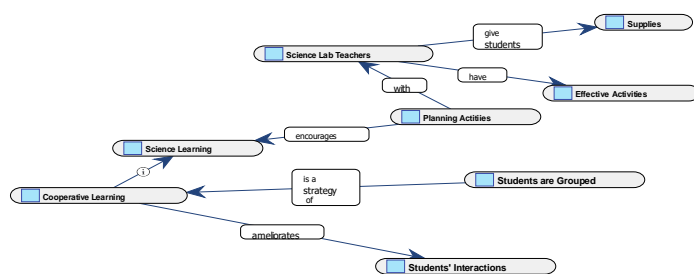 Supplies
give
students
Science Lab Teachers
have
with
Effective Activities
Planning Actitiies
encourages
Science Learning
i
is a
strategy
of
Students are Grouped
Cooperative Learning
ameliorates
Students' Interactions